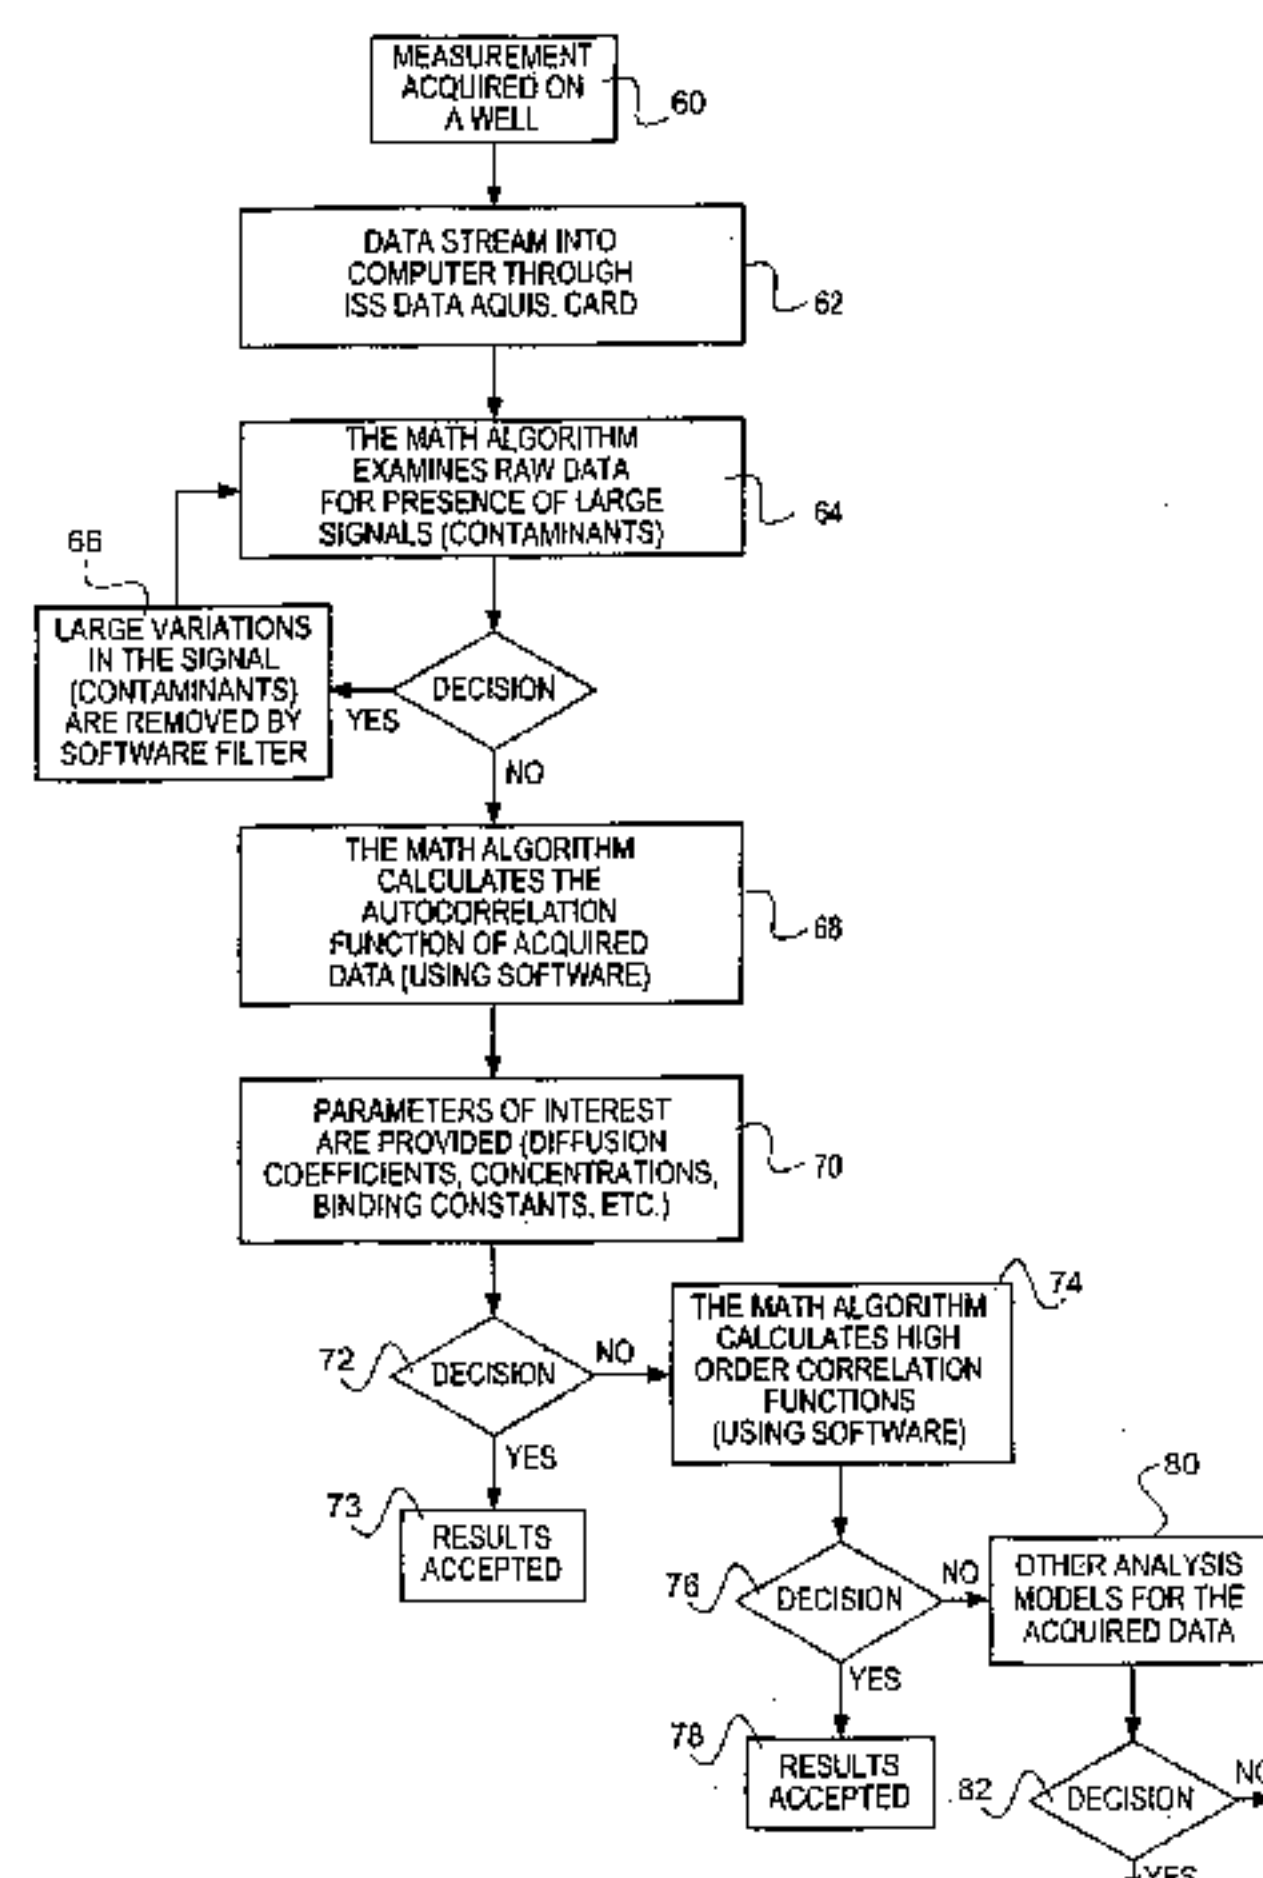 MEASUREMENT
ACQUIRED ON
A WELL
60
DATA STREAM INTO
COMPUTER THROUGH
ISS DATA AQUIS. CARD
62
THE MATH ALGORITHM
EXAMINES RAW DATA
FOR PRESENCE OF LARGE
SIGNALS (CONTAMINANTS)
64
66
LARGE VARIATIONS
IN THE SIGNAL
(CONTAMINANTS)
ARE REMOVED BY
SOFTWARE FILTER
YES
DECISION
NO
THE MATH ALGORITHM
CALCULATES THE
AUTOCORRELATION
FUNCTION OF ACQUIRED
DATA (USING SOFTWARE)
68
PARAMETERS OF INTEREST
ARE PROVIDED (DIFFUSION
COEFFICIENTS, CONCENTRATIONS,
BINDING CONSTANTS, ETC.)
70
72
DECISION
NO
YES
73
RESULTS
ACCEPTED
74
THE MATH ALGORITHM
CALCULATES HIGH
ORDER CORRELATION
FUNCTIONS
(USING SOFTWARE)
76
DECISION
NO
YES
78
RESULTS
ACCEPTED
80
OTHER ANALYSIS
MODELS FOR THE
ACQUIRED DATA
82
DECISION
NO
YES